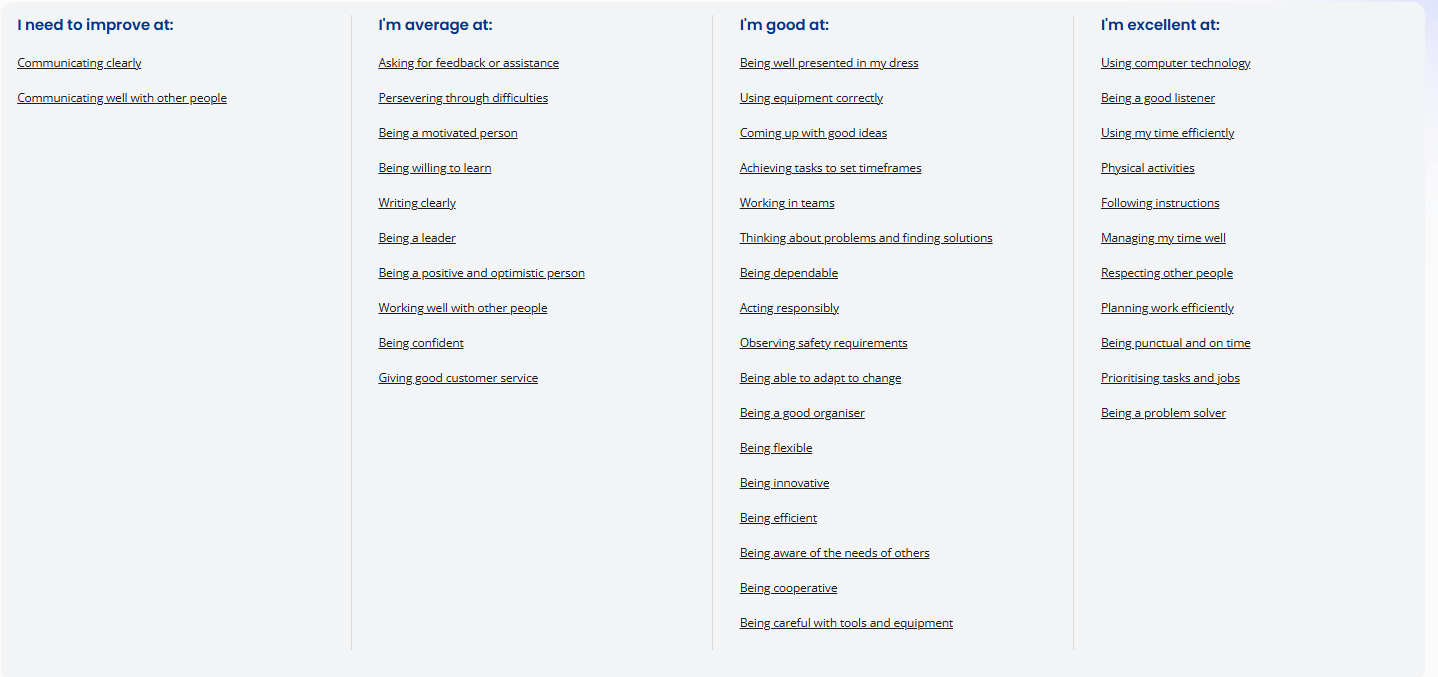 I need to improve at:
Communicating clearly
Communicating well with other people
I'm average at:
Asking for feedback or assistance
Persevering through difficulties
Being a motivated person
Being willing to learn
Writing clearly
Being a leader
Being a positive and optimistic person
Working well with other people
Being confident
Giving good customer service
I'm good at:
Being well presented in my dress
Using equipment correctly
Coming up with good ideas
Achieving tasks to set timeframes
Working in teams
Thinking about problems and finding solutions
Being dependable
Acting responsibly
Observing safety requirements
Being able to adapt to change
Being a good organiser
Being flexible
Being innovative
Being efficient
Being aware of the needs of others
Being cooperative
Being careful with tools and equipment
I'm excellent at:
Using computer technology
Being a good listener
Using my time efficiently
Physical activities
Following instructions
Managing my time well
Respecting other people
Planning work efficiently
Being punctual and on time
Prioritising tasks and jobs
Being a problem solver